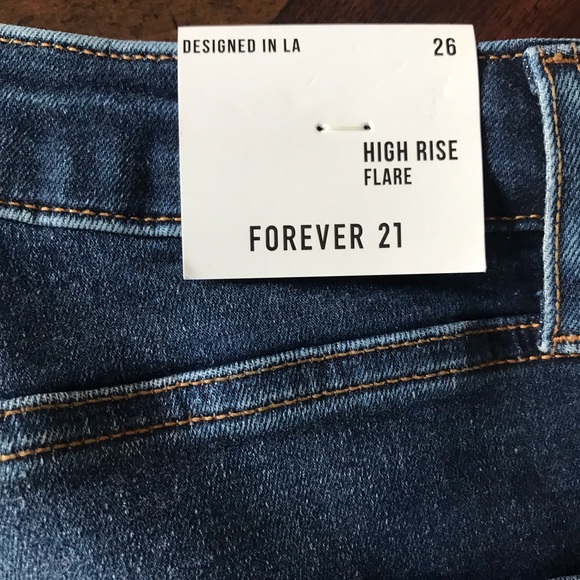 DESIGNED IN LA 26
HIGH RISE
FLARE
FOREVER 21